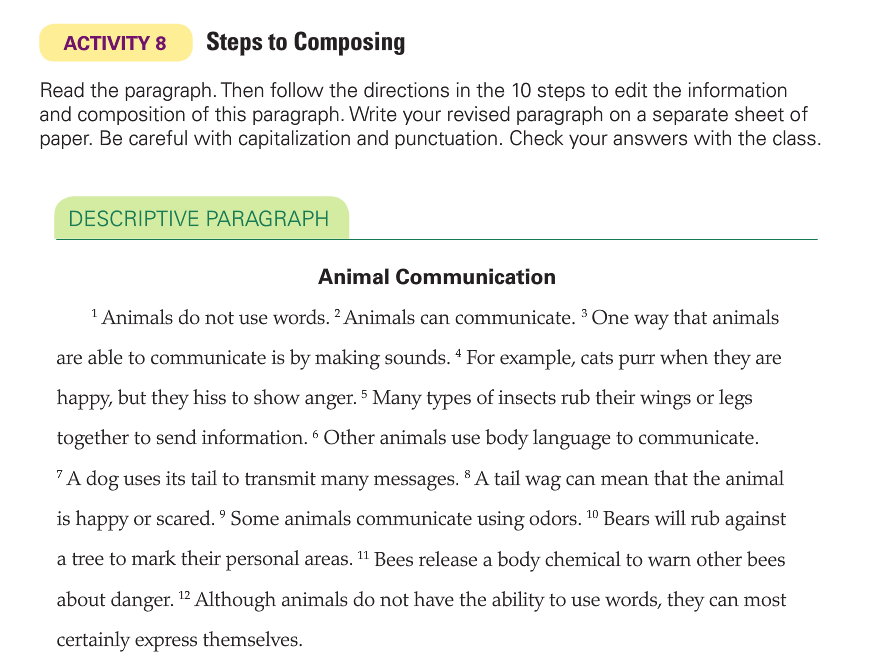 ACTIVITY 8 Steps to Composing
Read the paragraph. Then follow the directions in the 10 steps to edit the information
and composition of this paragraph. Write your revised paragraph on a separate sheet of
paper. Be careful with capitalization and punctuation. Check your answers with the class.
DESCRIPTIVE PARAGRAPH
Animal Communication
1 Animals do not use words. 2 Animals can communicate. 3 One way that animals
are able to communicate is by making sounds. 4 For example, cats purr when they are
happy, but they hiss to show anger. 5 Many types of insects rub their wings or legs
together to send information. 6 Other animals use body language to communicate.
7 A dog uses its tail to transmit many messages. 8 A tail wag can mean that the animal
is happy or scared. 9 Some animals communicate using odors. 10 Bears will rub against
a tree to mark their personal areas. 11 Bees release a body chemical to warn other bees
about danger. 12 Although animals do not have the ability to use words, they can most
certainly express themselves.